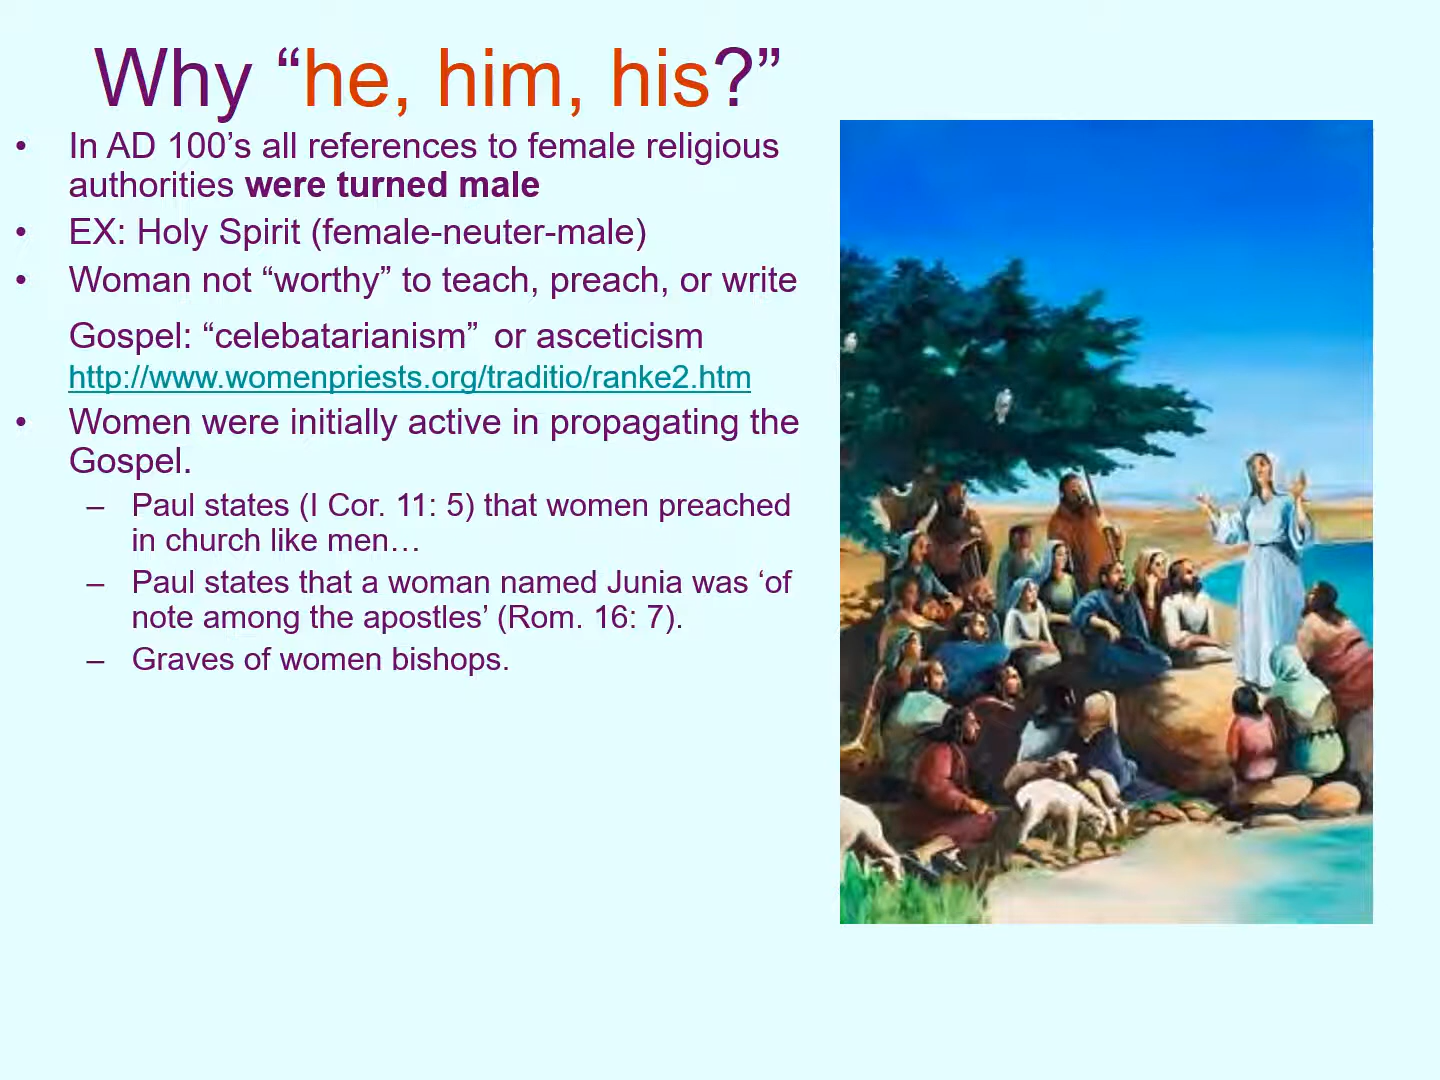 Why “he, him, his?”
• In AD 100’s all references to female religious
authorities were turned male
• EX: Holy Spirit (female-neuter-male)
• Woman not “worthy” to teach, preach, or write
Gospel: “celebatarianism” or asceticism
http://www.womenpriests.org/traditio/ranke2.htm
• Women were initially active in propagating the
Gospel.
– Paul states (I Cor. 11: 5) that women preached
in church like men…
– Paul states that a woman named Junia was ‘of
note among the apostles’ (Rom. 16: 7).
– Graves of women bishops.